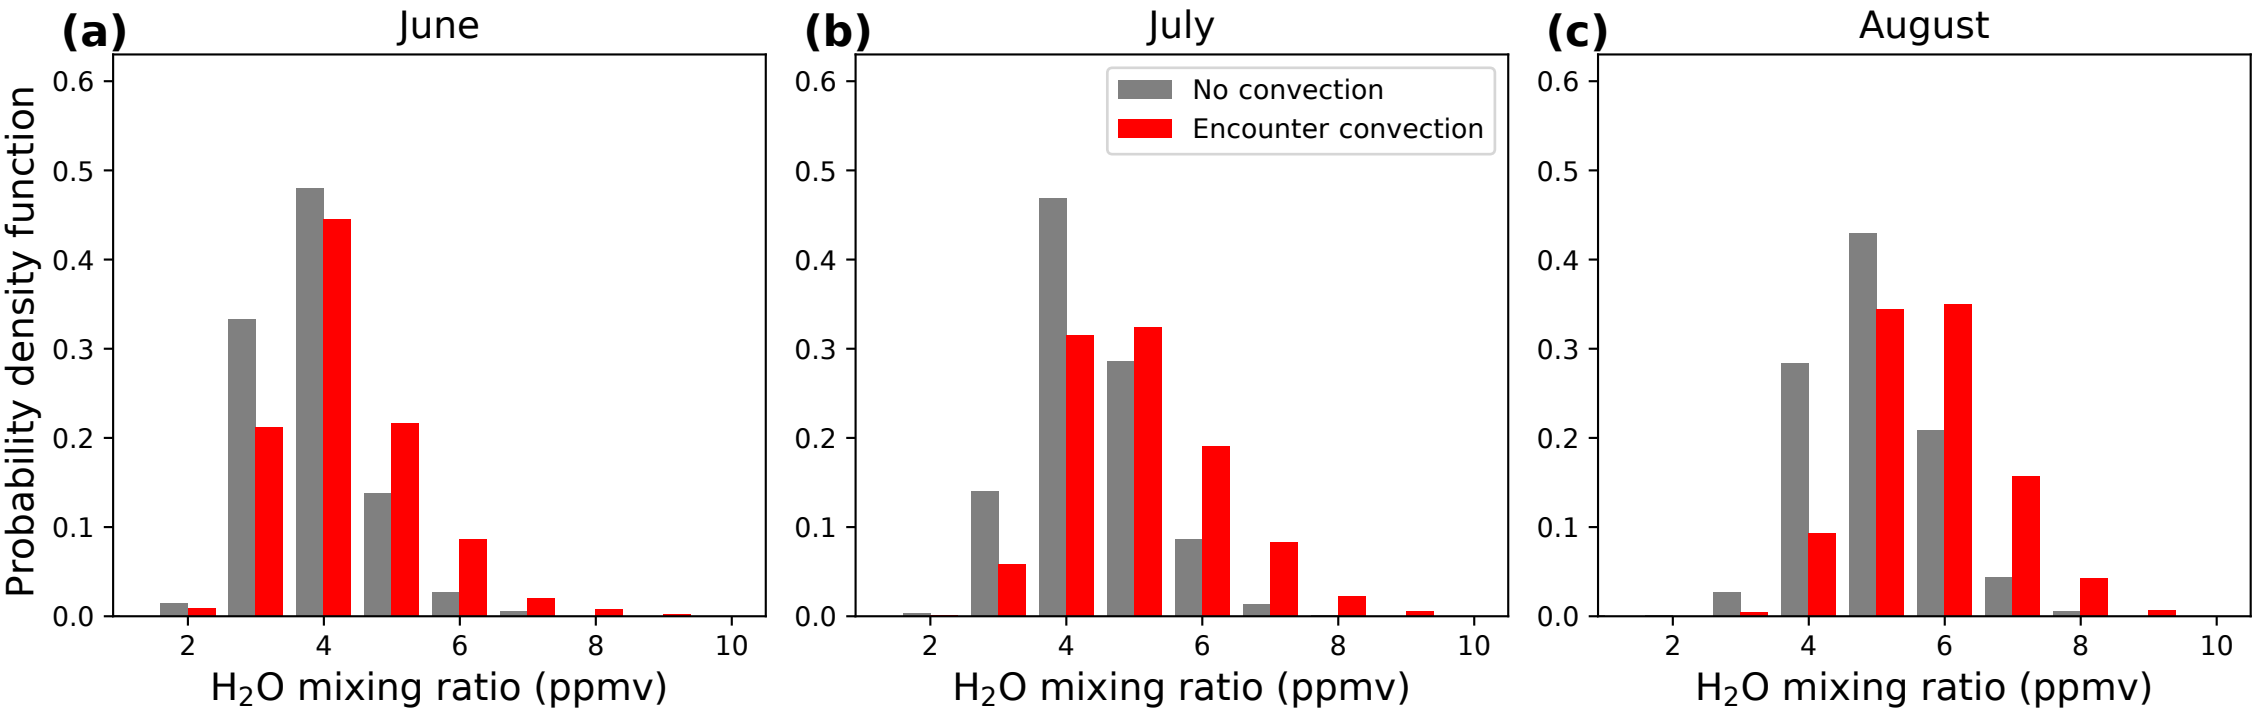 (a) June
(b) July
(c) August
Probability density function
0.6
0.5
0.4
0.3
0.2
0.1
0.0
2 4 6 8 10
H₂O mixing ratio (ppmv)
No convection
Encounter convection
0.6
0.5
0.4
0.3
0.2
0.1
0.0
2 4 6 8 10
H₂O mixing ratio (ppmv)
0.6
0.5
0.4
0.3
0.2
0.1
0.0
2 4 6 8 10
H₂O mixing ratio (ppmv)